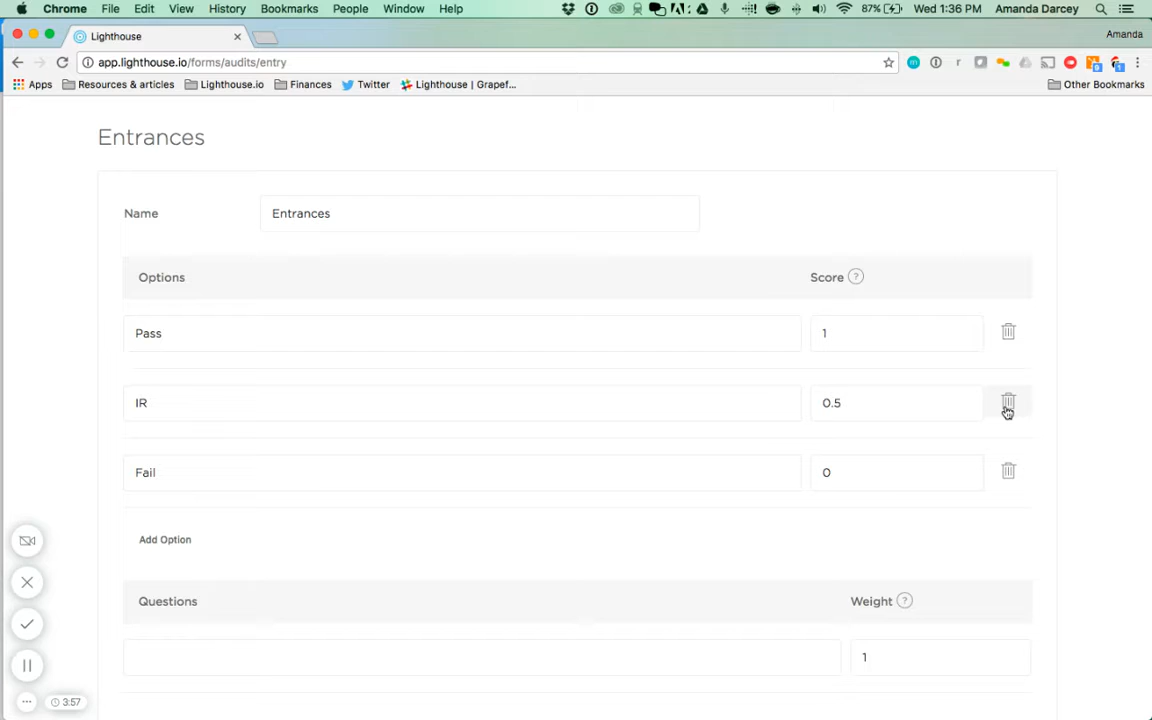 Chrome File Edit View History Bookmarks People Window Help 87% Wed 1:36 PM Amanda Darcey
Lighthouse Amanda
app.lighthouse.io/forms/audits/entry
Apps Resources & articles Lighthouse.io Finances Twitter Lighthouse | Grapef... Other Bookmarks
Entrances
Name Entrances
Options Score ?
Pass 1
IR 0.5
Fail 0
Add Option
Questions Weight ?
1
3:57